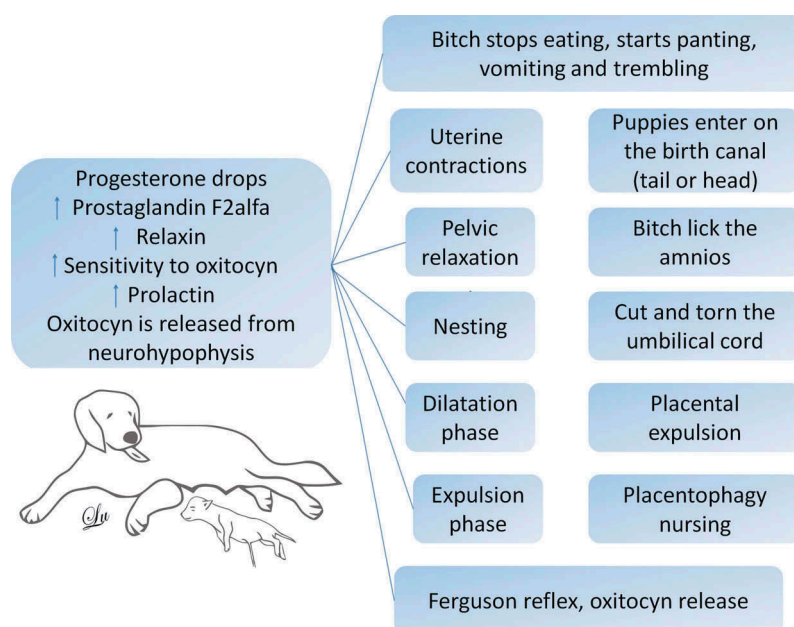 Bitch stops eating, starts panting,
vomiting and trembling
Progesterone drops
↑ Prostaglandin F2alfa
↑ Relaxin
↑ Sensitivity to oxitocyn
↑ Prolactin
Oxitocyn is released from
neurohypophysis
Uterine
contractions
Puppies enter on
the birth canal
(tail or head)
Pelvic
relaxation
Bitch lick the
amnios
Nesting
Cut and torn the
umbilical cord
Dilatation
phase
Placental
expulsion
Expulsion
phase
Placentophagy
nursing
Ferguson reflex, oxitocyn release
Lu